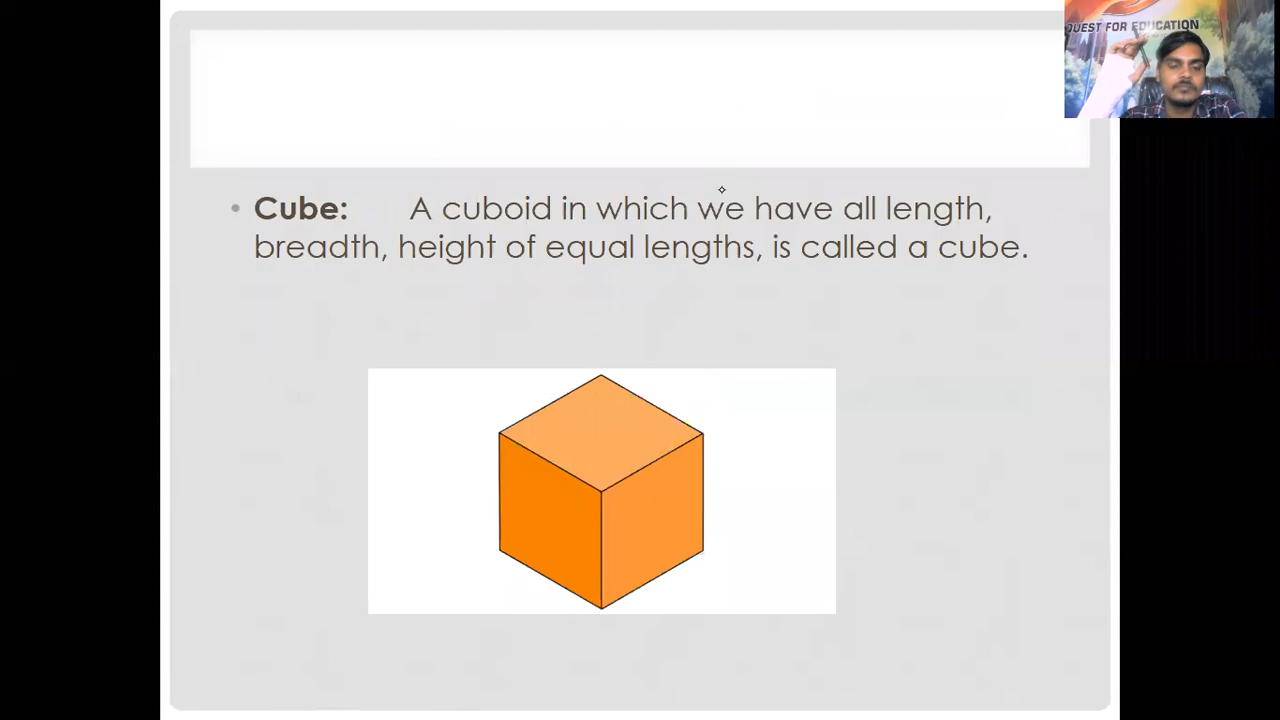 QUEST FOR EDUCATION
• Cube: A cuboid in which we have all length,
breadth, height of equal lengths, is called a cube.